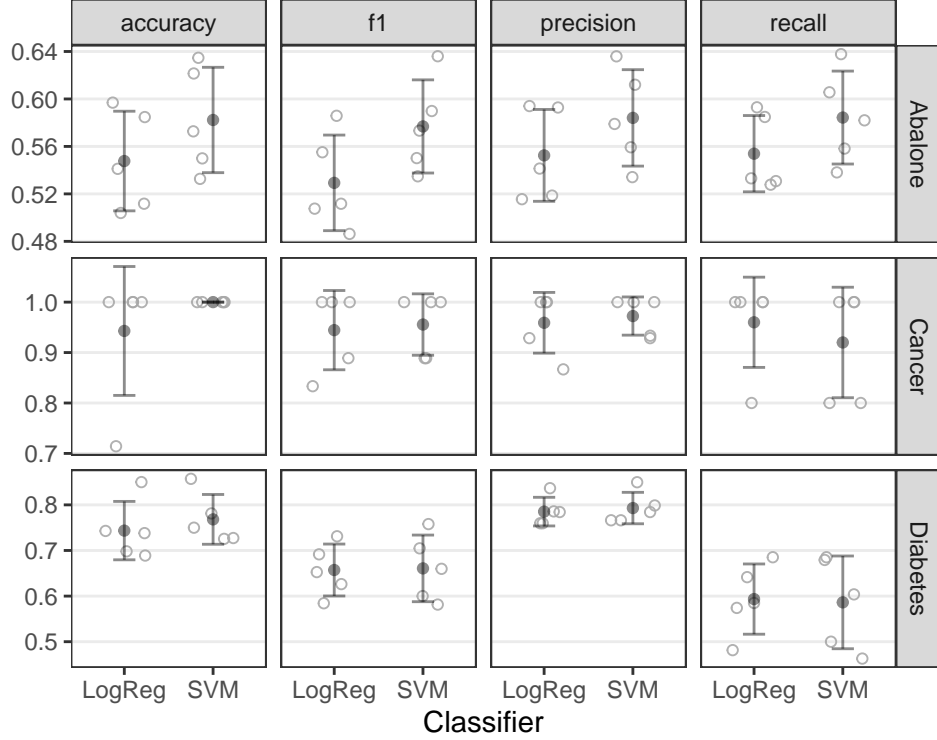 accuracy f1 precision recall
0.64
0.60
0.56
0.52
0.48
Abalone
1.0
0.9
0.8
0.7
Cancer
0.8
0.7
0.6
0.5
Diabetes
LogReg SVM LogReg SVM LogReg SVM LogReg SVM
Classifier